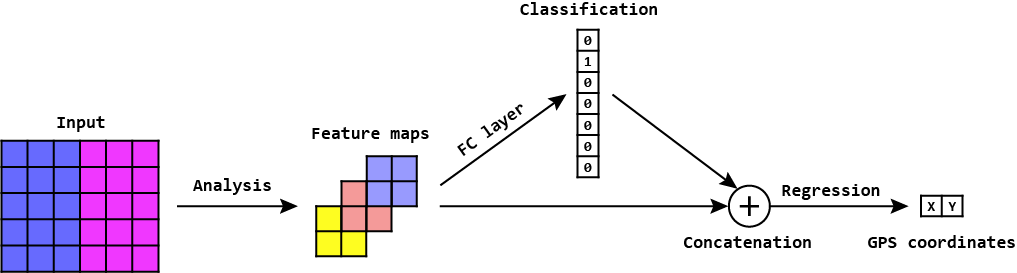 Classification
0
1
0
0
0
0
0
Input
Feature maps
FC layer
Analysis
Regression
X Y
Concatenation
GPS coordinates